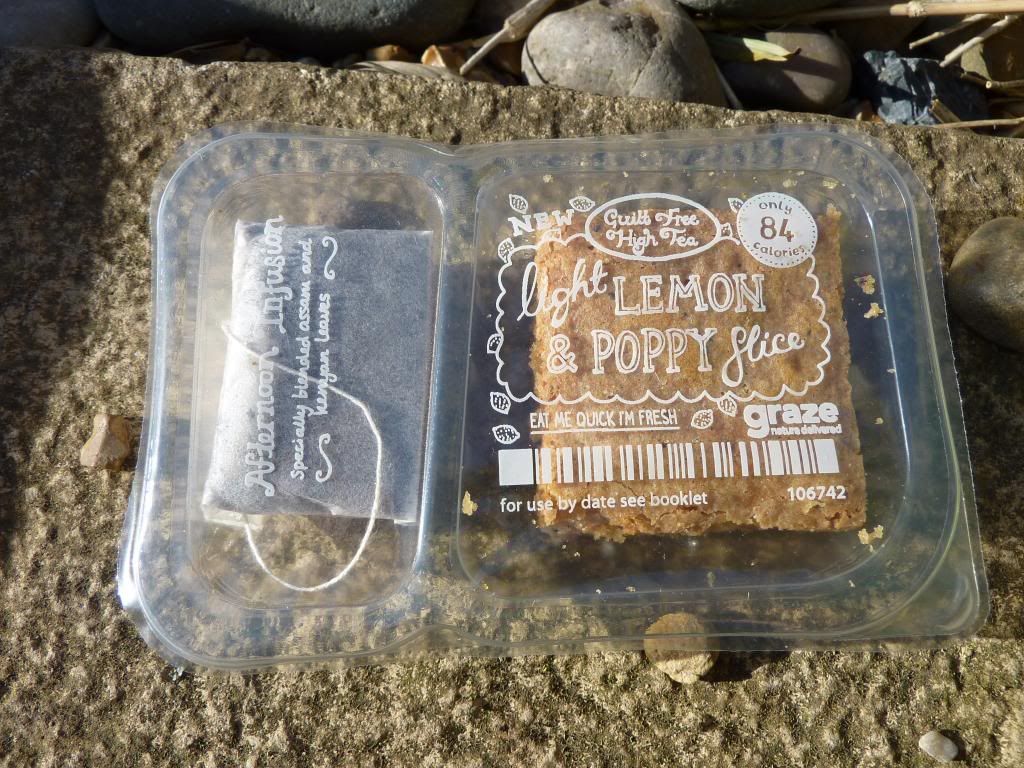 Afternoon Infusion
Specially blended assam and
kenyan leaves
NEW
Guilt Free
High Tea
only
84
calories
light LEMON
& POPPY Slice
EAT ME QUICK I'M FRESH
graze
nature delivered
for use by date see booklet
106742